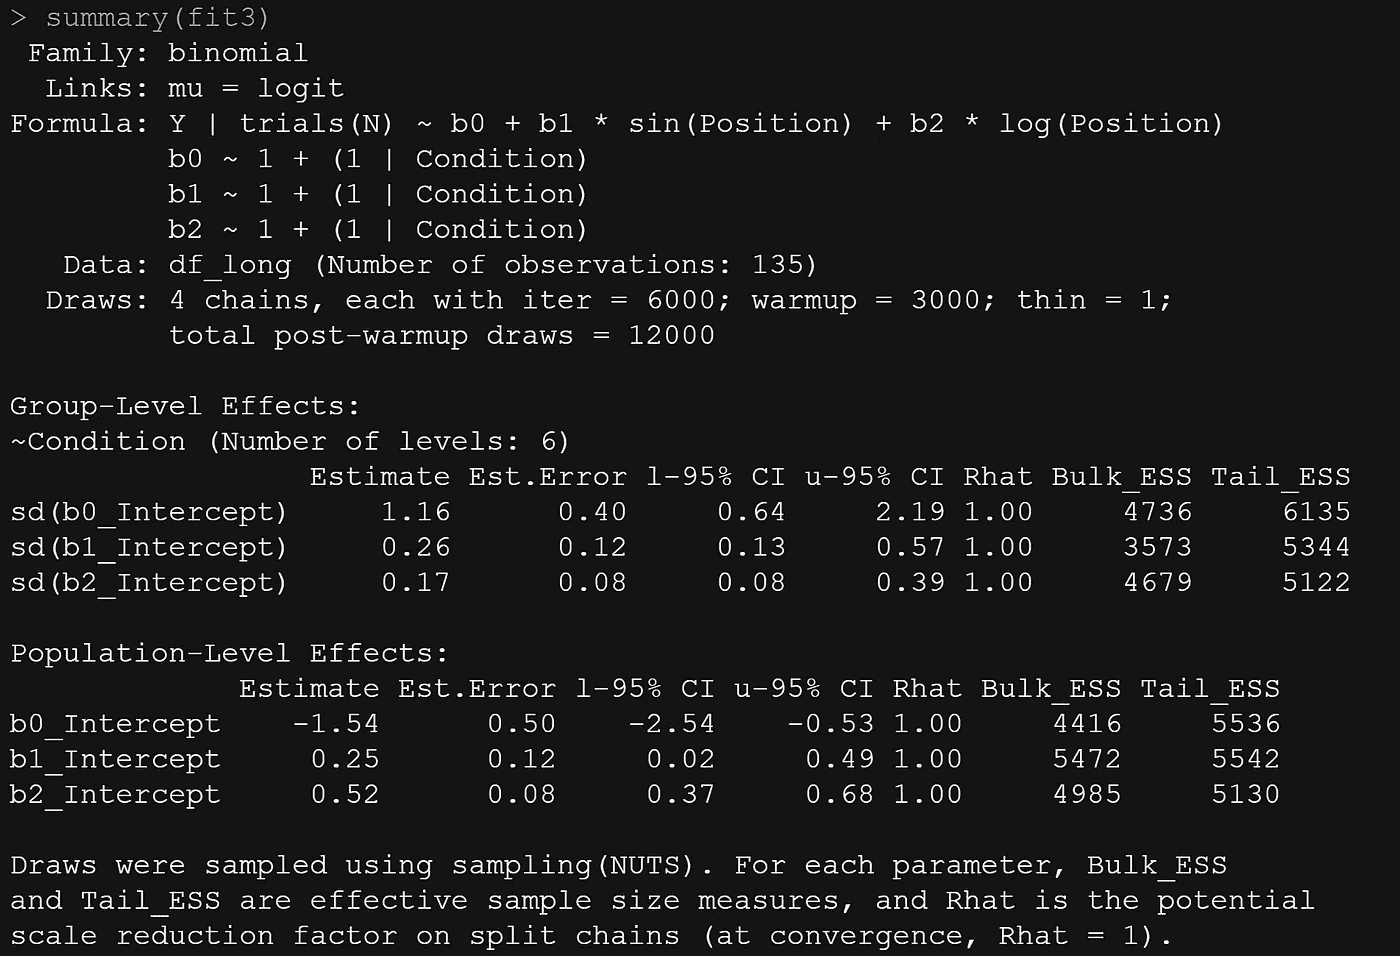 > summary(fit3)
 Family: binomial
  Links: mu = logit
Formula: Y | trials(N) ~ b0 + b1 * sin(Position) + b2 * log(Position)
         b0 ~ 1 + (1 | Condition)
         b1 ~ 1 + (1 | Condition)
         b2 ~ 1 + (1 | Condition)
   Data: df_long (Number of observations: 135)
  Draws: 4 chains, each with iter = 6000; warmup = 3000; thin = 1;
         total post-warmup draws = 12000

Group-Level Effects:
~Condition (Number of levels: 6)
                 Estimate Est.Error l-95% CI u-95% CI Rhat Bulk_ESS Tail_ESS
sd(b0_Intercept)     1.16      0.40     0.64     2.19 1.00     4736     6135
sd(b1_Intercept)     0.26      0.12     0.13     0.57 1.00     3573     5344
sd(b2_Intercept)     0.17      0.08     0.08     0.39 1.00     4679     5122

Population-Level Effects:
             Estimate Est.Error l-95% CI u-95% CI Rhat Bulk_ESS Tail_ESS
b0_Intercept    -1.54      0.50    -2.54    -0.53 1.00     4416     5536
b1_Intercept     0.25      0.12     0.02     0.49 1.00     5472     5542
b2_Intercept     0.52      0.08     0.37     0.68 1.00     4985     5130

Draws were sampled using sampling(NUTS). For each parameter, Bulk_ESS
and Tail_ESS are effective sample size measures, and Rhat is the potential
scale reduction factor on split chains (at convergence, Rhat = 1).